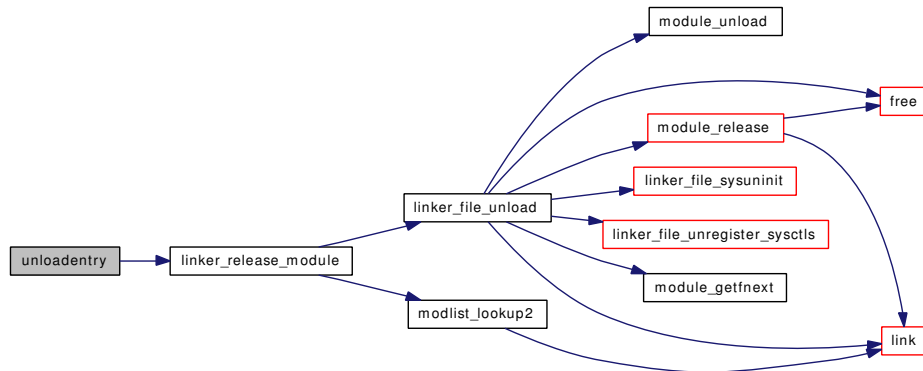 module_unload
free
module_release
linker_file_sysuninit
linker_file_unload
linker_file_unregister_sysctls
unloadentry
linker_release_module
module_getfnext
modlist_lookup2
link